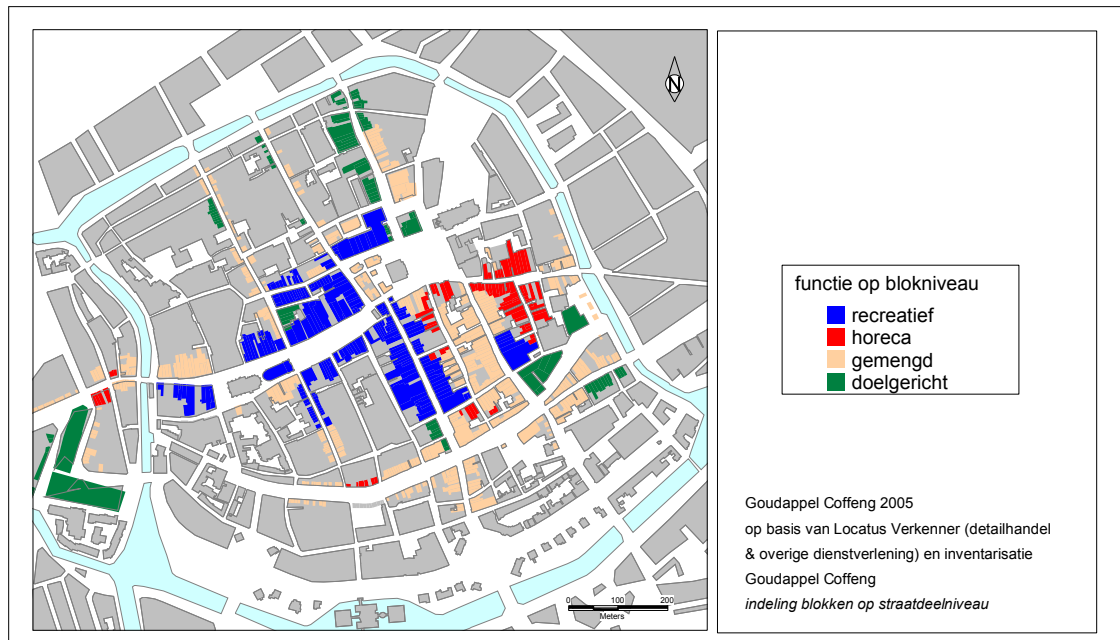 N
functie op blokniveau
recreatief
horeca
gemengd
doelgericht
Goudappel Coffeng 2005
op basis van Locatus Verkenner (detailhandel
& overige dienstverlening) en inventarisatie
Goudappel Coffeng
indeling blokken op straatdeelniveau
0 100 200
Meters